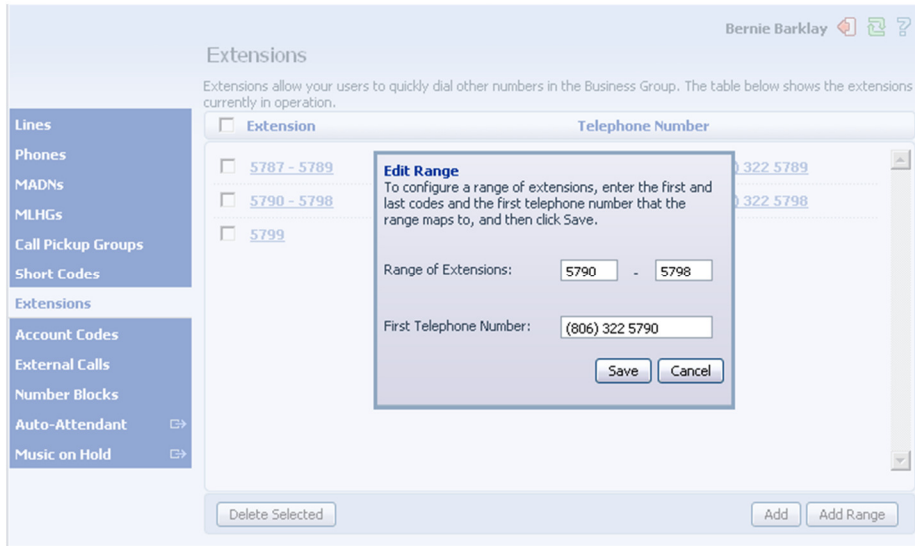 Bernie Barklay
Extensions
Extensions allow your users to quickly dial other numbers in the Business Group. The table below shows the extensions
currently in operation.
Lines
Phones
MADNs
MLHGs
Call Pickup Groups
Short Codes
Extensions
Account Codes
External Calls
Number Blocks
Auto-Attendant
Music on Hold
Extension Telephone Number
5787 - 5789 ) 322 5789
5790 - 5798 ) 322 5798
5799
Edit Range
To configure a range of extensions, enter the first and
last codes and the first telephone number that the
range maps to, and then click Save.
Range of Extensions: 5790 - 5798
First Telephone Number: (806) 322 5790
Save Cancel
Delete Selected Add Add Range